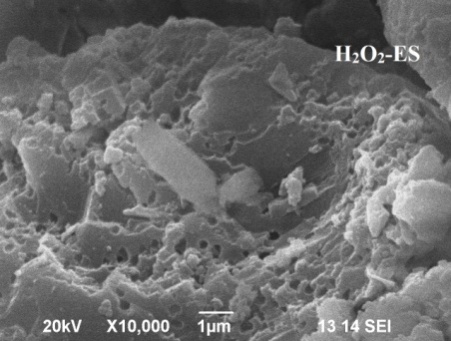 H₂O₂-ES
20kV X10,000 1µm 13 14 SEI